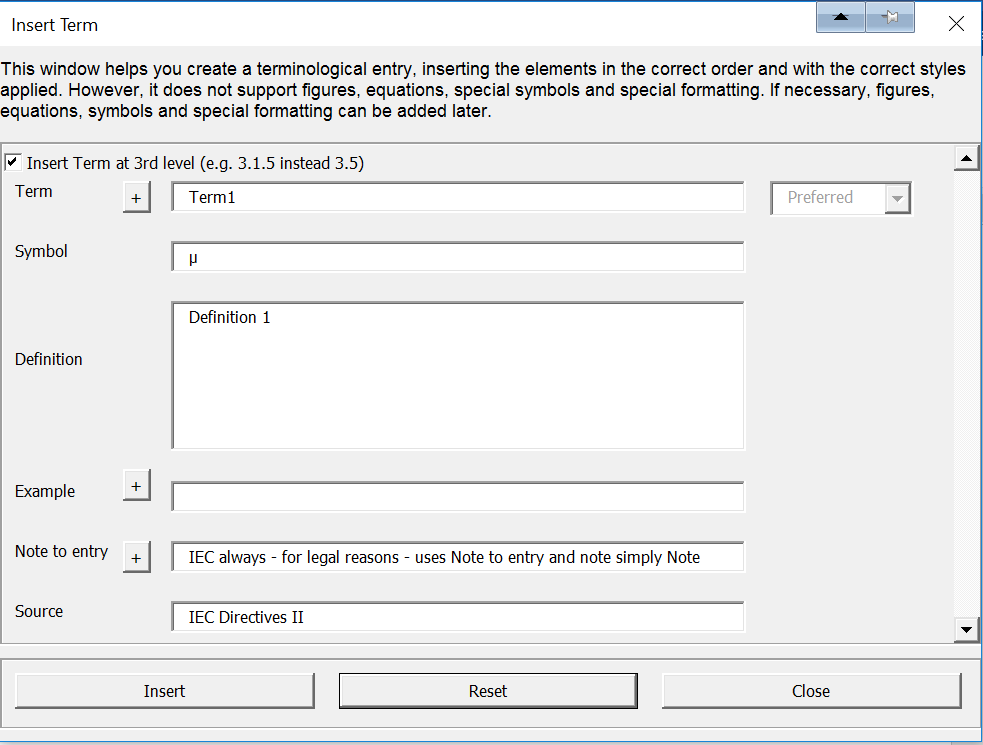 Insert Term
This window helps you create a terminological entry, inserting the elements in the correct order and with the correct styles
applied. However, it does not support figures, equations, special symbols and special formatting. If necessary, figures,
equations, symbols and special formatting can be added later.
Insert Term at 3rd level (e.g. 3.1.5 instead 3.5)
Term + Term1 Preferred
Symbol µ
Definition 1
Definition
Example +
Note to entry + IEC always - for legal reasons - uses Note to entry and note simply Note
Source IEC Directives II
Insert Reset Close